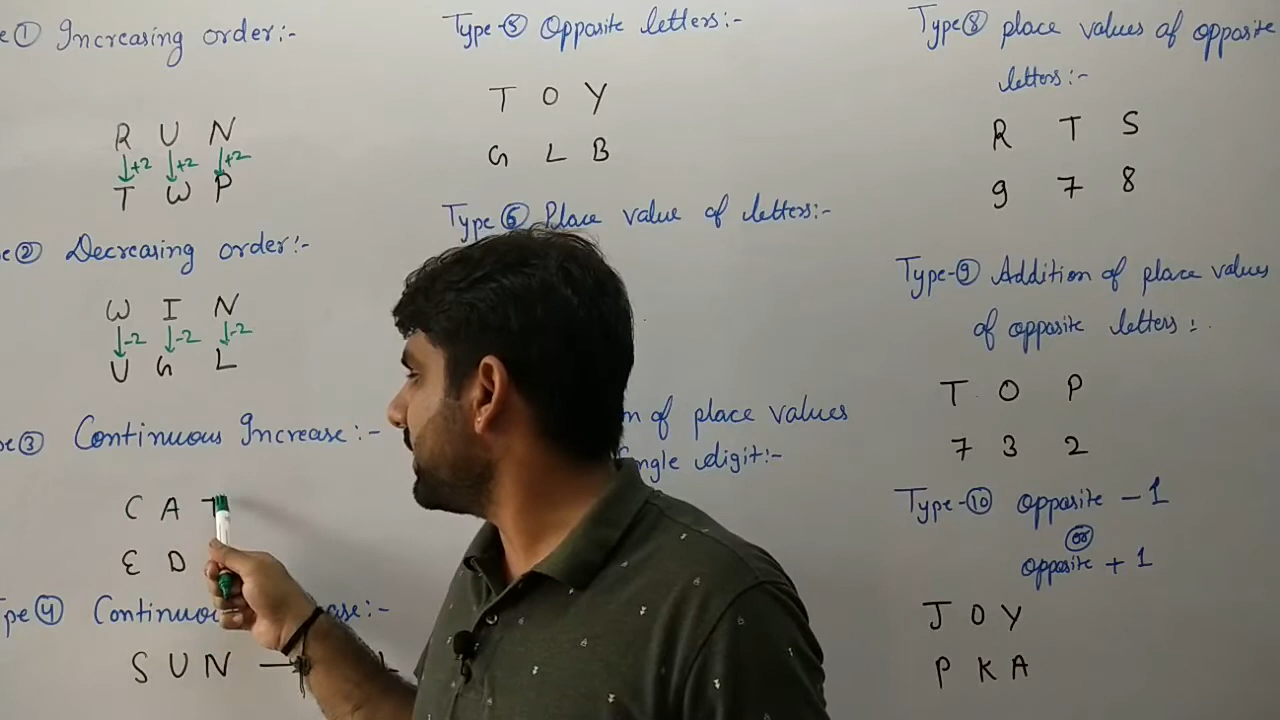 e ① Increasing order:-
R U N
↓+2 ↓+2 ↓+2
T W P
e ② Decreasing order:-
W I N
↓-2 ↓-2 ↓-2
U G L
e ③ Continuous Increase:-
C A T
E D
ype ④ Continuou ase:-
S U N →
Type-⑤ Opposite letters:-
T O Y
G L B
Type ⑥ Place value of letters:-
n of place values
ingle digit:-
Type ⑧ place values of opposite
letters:-
R T S
9 7 8
Type-⑨ Addition of place values
of opposite letters:-
T O P
7 3 2
Type-⑩ opposite - 1
or
opposite + 1
J O Y
P K A